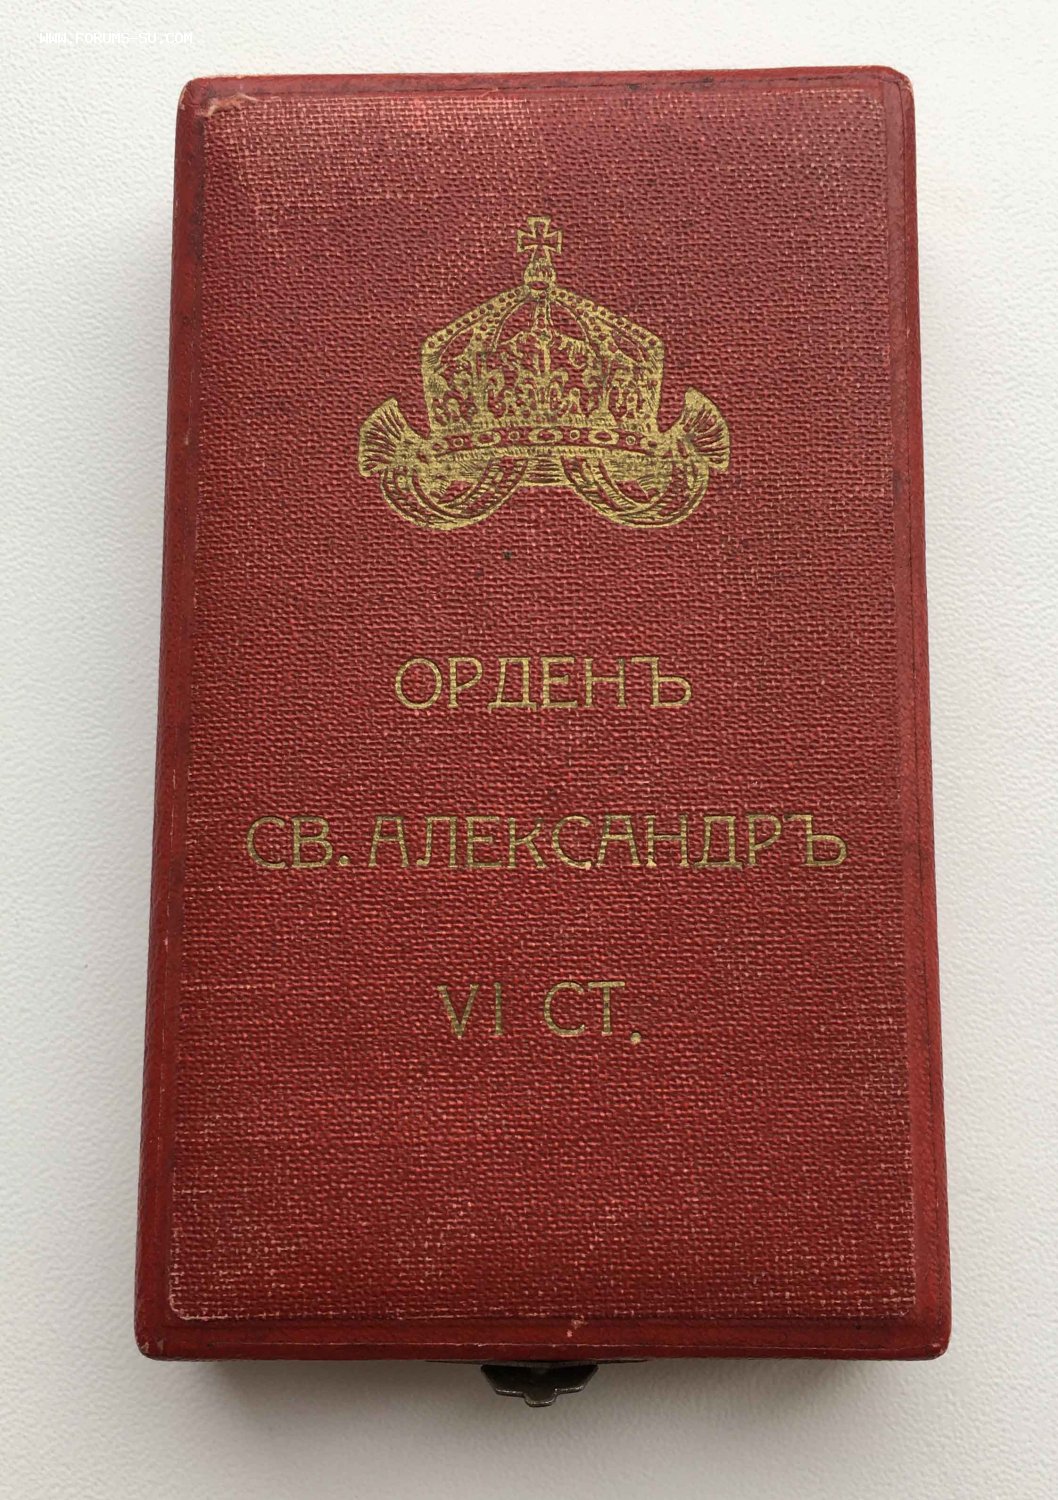 WWW.FORUMS-SU.COM
ОРДЕНЪ
СВ. АЛЕКСАНДРЪ
VI СТ.